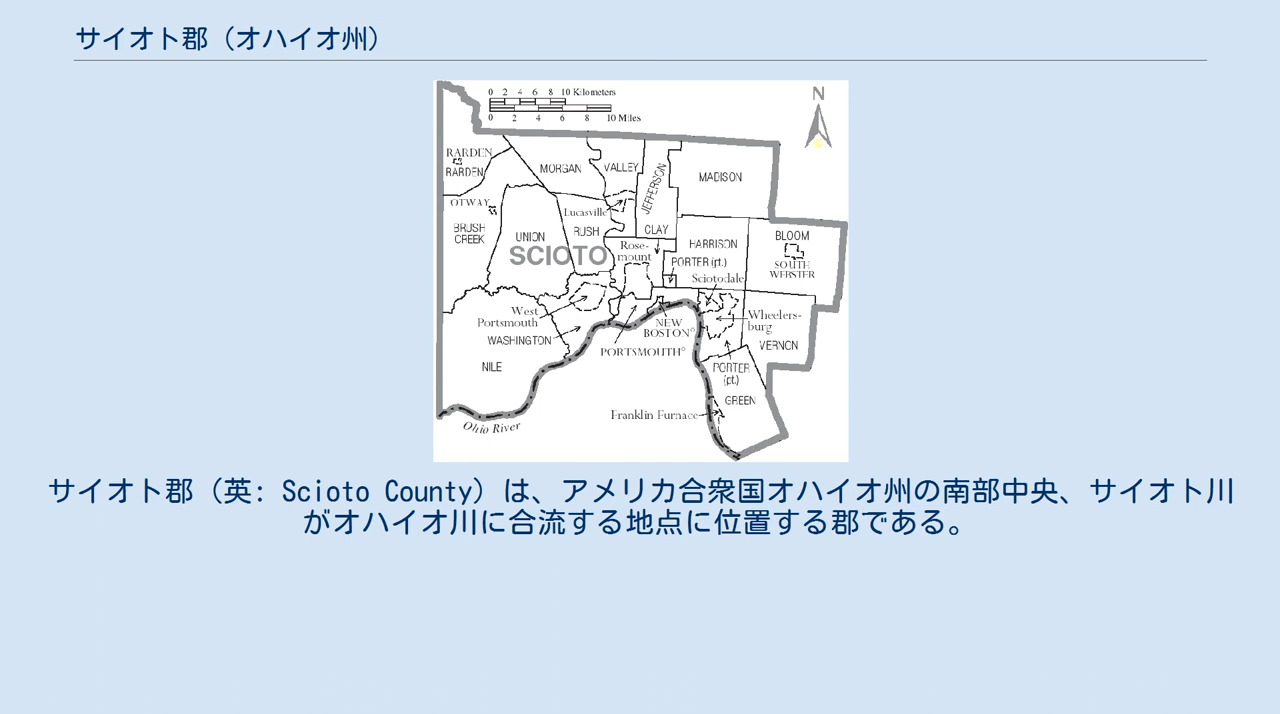 サイオト郡（オハイオ州）
0 2 4 6 8 10 Kilometers
0 2 4 6 8 10 Miles
N
RARDEN
RARDEN
MORGAN
VALLEY
JEFFERSON
MADISON
OTWAY
BRUSH
CREEK
UNION
Lucasville
RUSH
CLAY
SCIOTO
Rose-
mount
HARRISON
PORTER (pt.)
Sciotodale
BLOOM
SOUTH
WEBSTER
West
Portsmouth
WASHINGTON
NEW
BOSTON°
PORTSMOUTH°
Wheelers-
burg
VERNON
NILE
PORTER
(pt.)
GREEN
Franklin Furnace
Ohio River
サイオト郡（英: Scioto County）は、アメリカ合衆国オハイオ州の南部中央、サイオト川
がオハイオ川に合流する地点に位置する郡である。